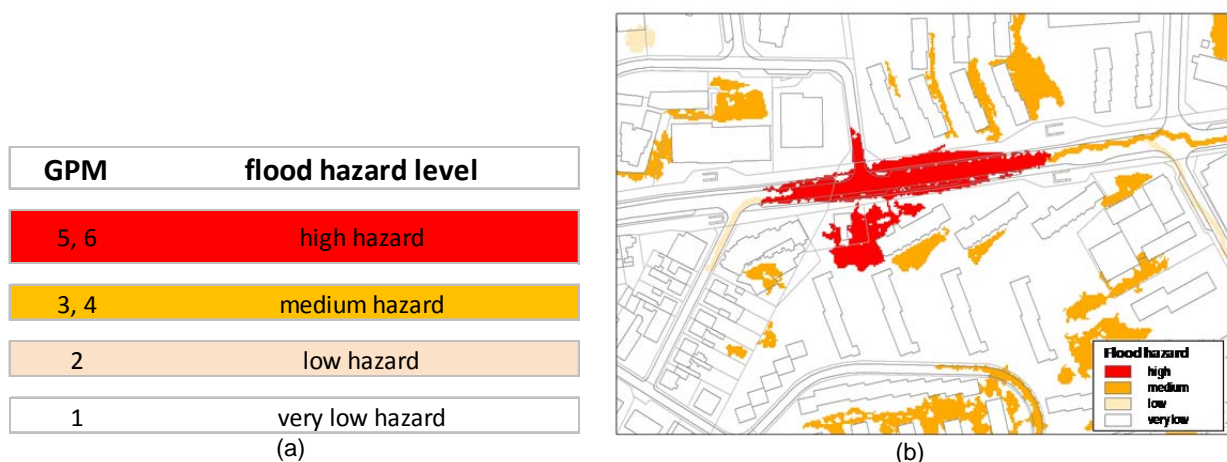 GPM flood hazard level
5, 6 high hazard
3, 4 medium hazard
2 low hazard
1 very low hazard
(a)
Flood hazard
high
medium
low
very low
(b)